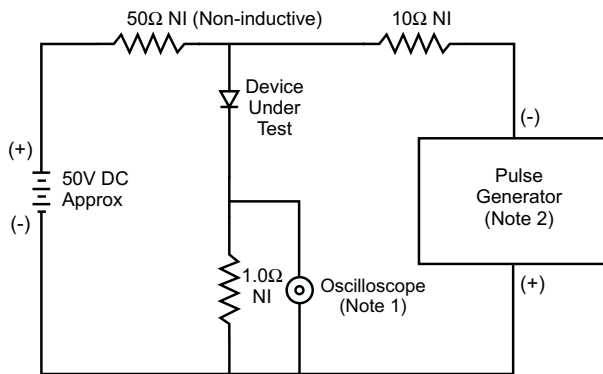 50Ω NI (Non-inductive)
10Ω NI
Device
Under
Test
(+)
50V DC
Approx
(-)
(-)
Pulse
Generator
(Note 2)
(+)
1.0Ω
NI
Oscilloscope
(Note 1)